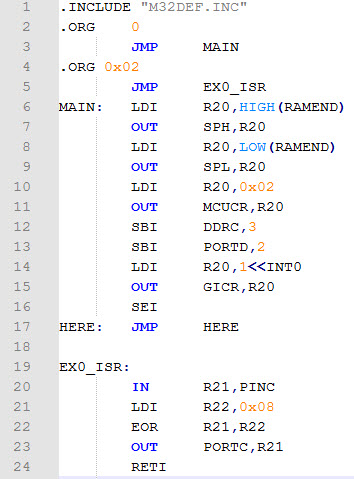 1 .INCLUDE "M32DEF.INC"
2 .ORG 0
3 JMP MAIN
4 .ORG 0x02
5 JMP EX0_ISR
6 MAIN: LDI R20,HIGH(RAMEND)
7 OUT SPH,R20
8 LDI R20,LOW(RAMEND)
9 OUT SPL,R20
10 LDI R20,0x02
11 OUT MCUCR,R20
12 SBI DDRC,3
13 SBI PORTD,2
14 LDI R20,1<<INT0
15 OUT GICR,R20
16 SEI
17 HERE: JMP HERE
18
19 EX0_ISR:
20 IN R21,PINC
21 LDI R22,0x08
22 EOR R21,R22
23 OUT PORTC,R21
24 RETI